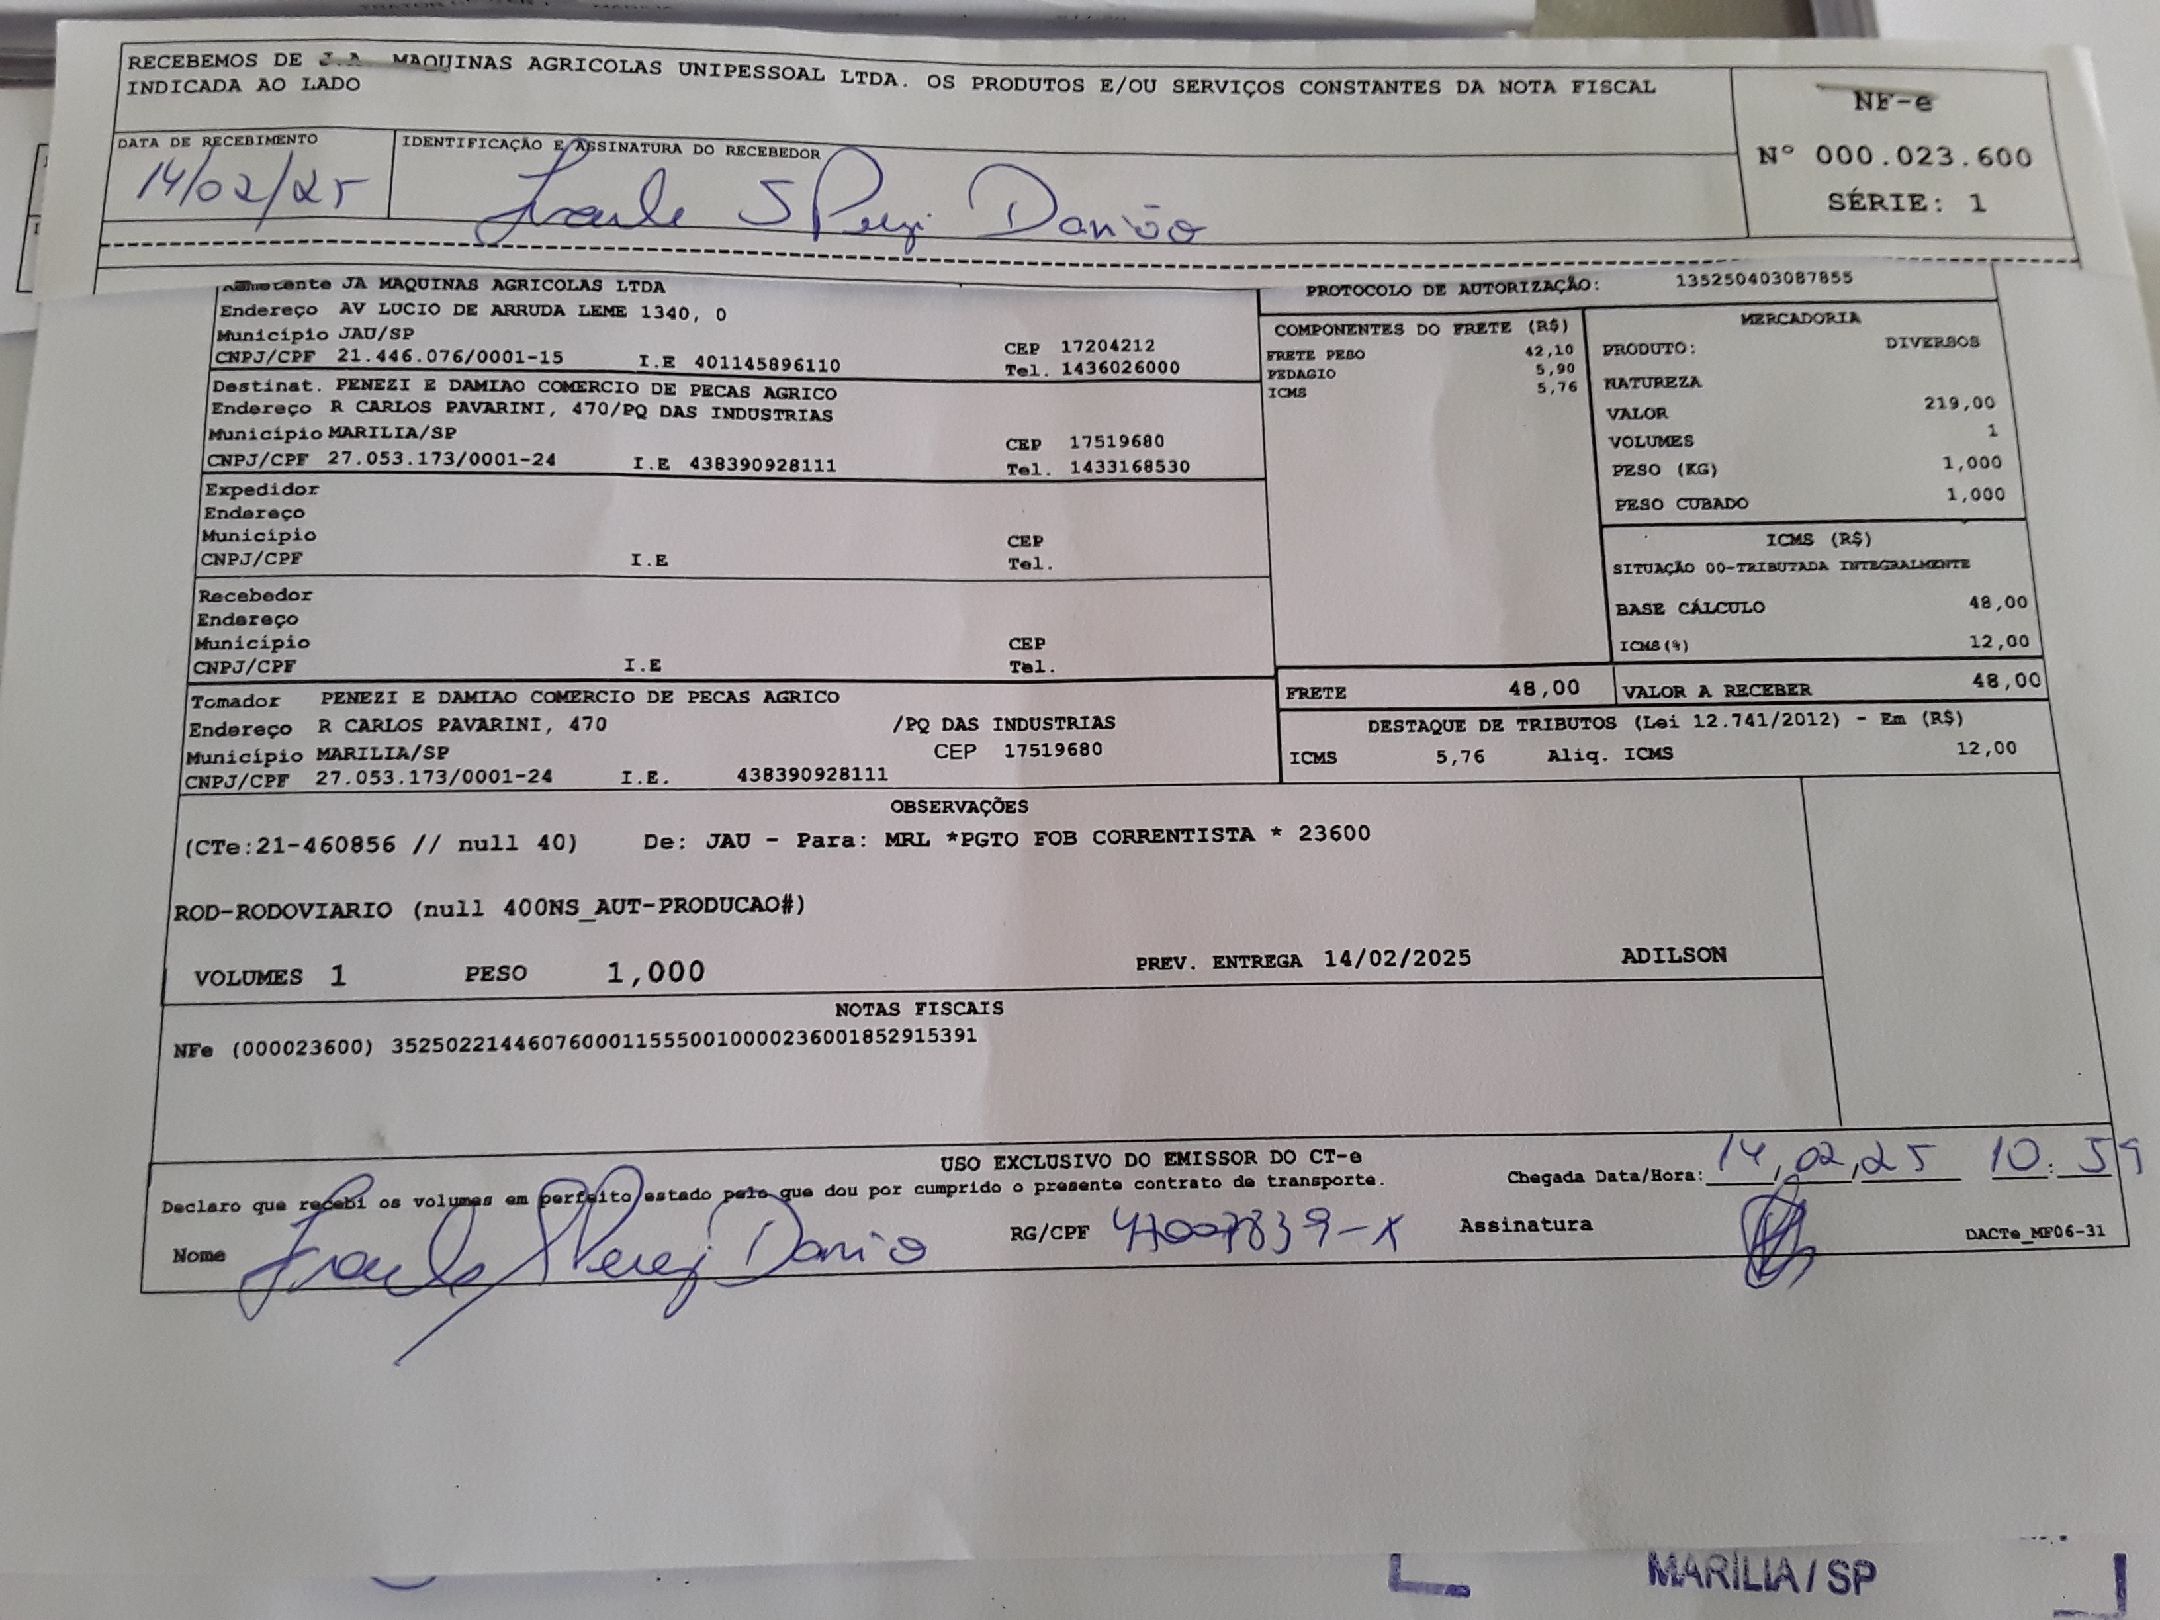 RECEBEMOS DE J.A. MAQUINAS AGRICOLAS UNIPESSOAL LTDA. OS PRODUTOS E/OU SERVIÇOS CONSTANTES DA NOTA FISCAL
INDICADA AO LADO
NF-e
Nº 000.023.600
SÉRIE: 1
DATA DE RECEBIMENTO
14/02/25
IDENTIFICAÇÃO E ASSINATURA DO RECEBEDOR
Damião
JA MAQUINAS AGRICOLAS LTDA
Endereço AV LUCIO DE ARRUDA LEME 1340, 0
Município JAU/SP
CEP 17204212
CNPJ/CPF 21.446.076/0001-15 I.E 401145896110 Tel. 1436026000
Destinat. PENEZI E DAMIAO COMERCIO DE PECAS AGRICO
Endereço R CARLOS PAVARINI, 470/PQ DAS INDUSTRIAS
Município MARILIA/SP
CEP 17519680
CNPJ/CPF 27.053.173/0001-24 I.E 438390928111 Tel. 1433168530
Expedidor
Endereço
Município CEP
CNPJ/CPF I.E Tel.
Recebedor
Endereço
Município CEP
CNPJ/CPF I.E Tel.
Tomador PENEZI E DAMIAO COMERCIO DE PECAS AGRICO
Endereço R CARLOS PAVARINI, 470 /PQ DAS INDUSTRIAS
Município MARILIA/SP CEP 17519680
CNPJ/CPF 27.053.173/0001-24 I.E. 438390928111
PROTOCOLO DE AUTORIZAÇÃO: 135250403087855
COMPONENTES DO FRETE (R$)
FRETE PESO 42,10
PEDAGIO 5,90
ICMS 5,76
MERCADORIA
PRODUTO: DIVERSOS
NATUREZA
VALOR 219,00
VOLUMES 1
PESO (KG) 1,000
PESO CUBADO 1,000
ICMS (R$)
SITUAÇÃO 00-TRIBUTADA INTEGRALMENTE
BASE CÁLCULO 48,00
ICMS(%) 12,00
FRETE 48,00 VALOR A RECEBER 48,00
DESTAQUE DE TRIBUTOS (Lei 12.741/2012) - Em (R$)
ICMS 5,76 Aliq. ICMS 12,00
OBSERVAÇÕES
(CTe:21-460856 // null 40) De: JAU - Para: MRL *PGTO FOB CORRENTISTA * 23600
ROD-RODOVIARIO (null 400NS_AUT-PRODUCAO#)
VOLUMES 1 PESO 1,000 PREV. ENTREGA 14/02/2025 ADILSON
NOTAS FISCAIS
NFe (000023600) 35250221446076000115550010000236001852915391
USO EXCLUSIVO DO EMISSOR DO CT-e
Declaro que recebi os volumes em perfeito estado pelo que dou por cumprido o presente contrato de transporte.
Chegada Data/Hora: 14,02,25 10:59
Nome
RG/CPF
Assinatura
DACTe_MF06-31
MARILIA/SP